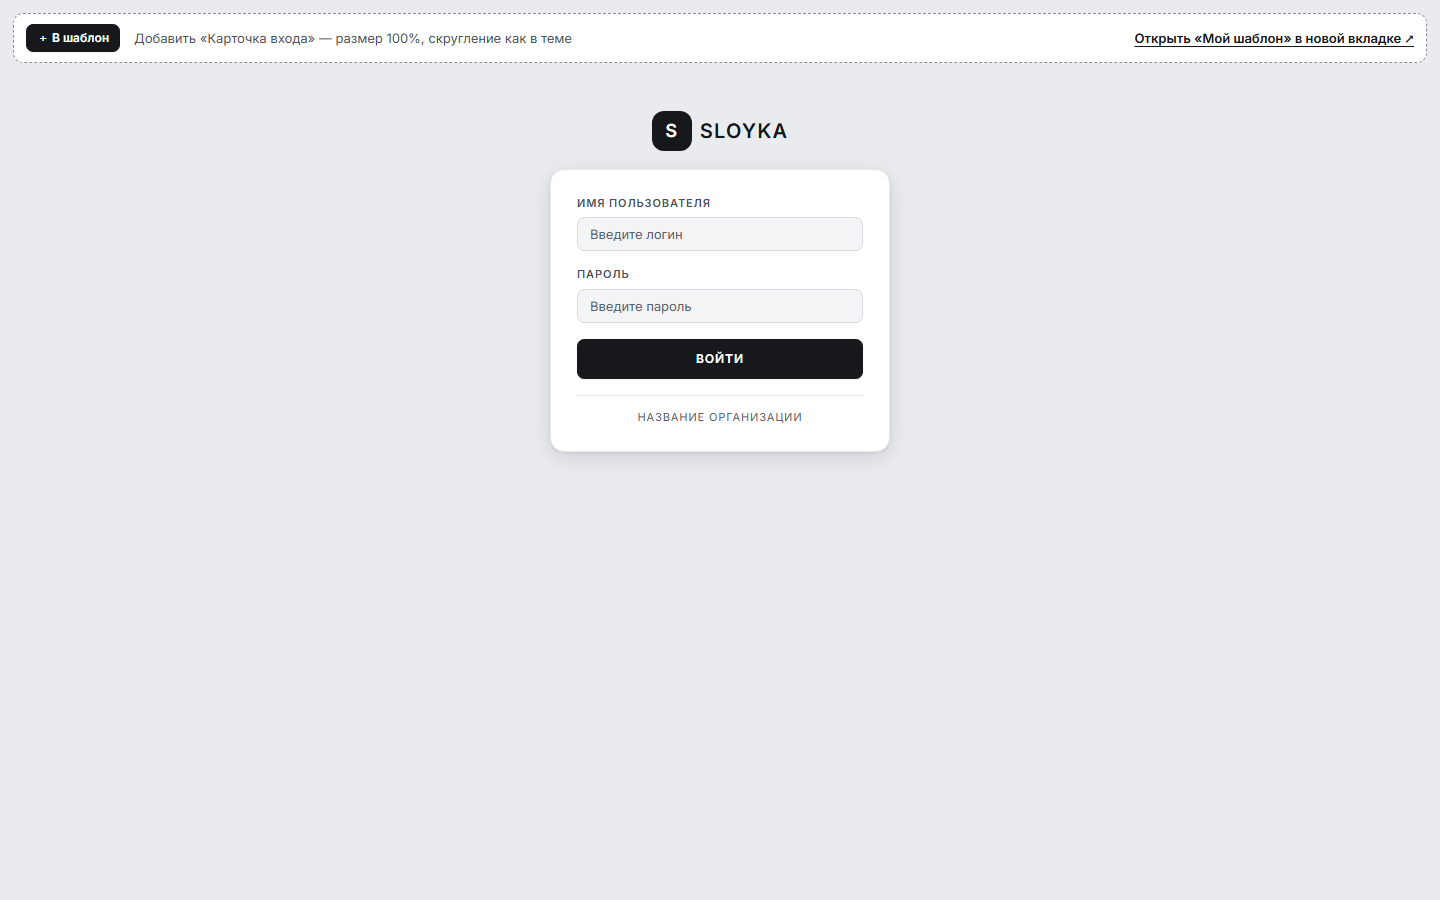 + В шаблон
Добавить «Карточка входа» — размер 100%, скругление как в теме
Открыть «Мой шаблон» в новой вкладке ↗
S SLOYKA
ИМЯ ПОЛЬЗОВАТЕЛЯ
Введите логин
ПАРОЛЬ
Введите пароль
ВОЙТИ
НАЗВАНИЕ ОРГАНИЗАЦИИ